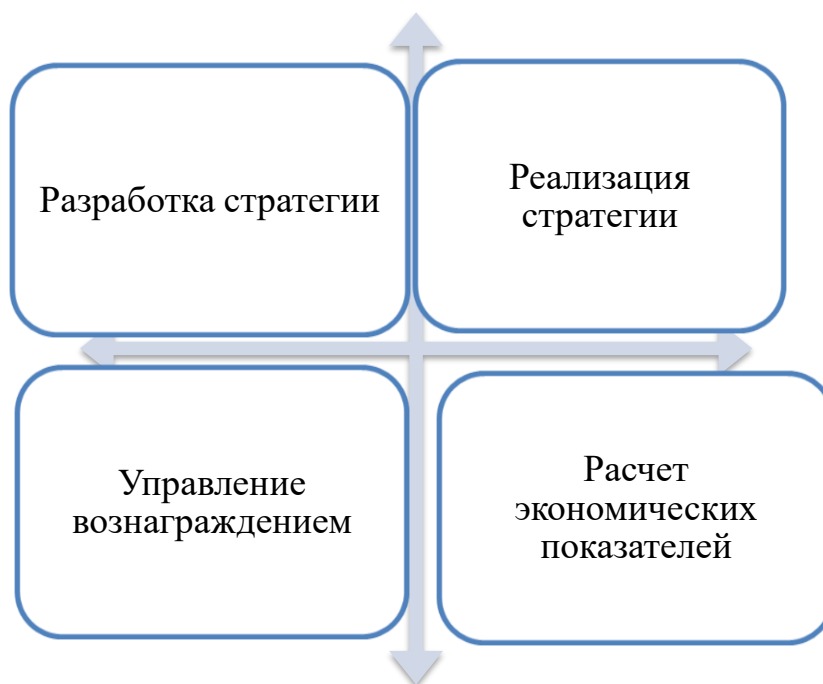 Разработка стратегии
Реализация
стратегии
Управление
вознаграждением
Расчет
экономических
показателей